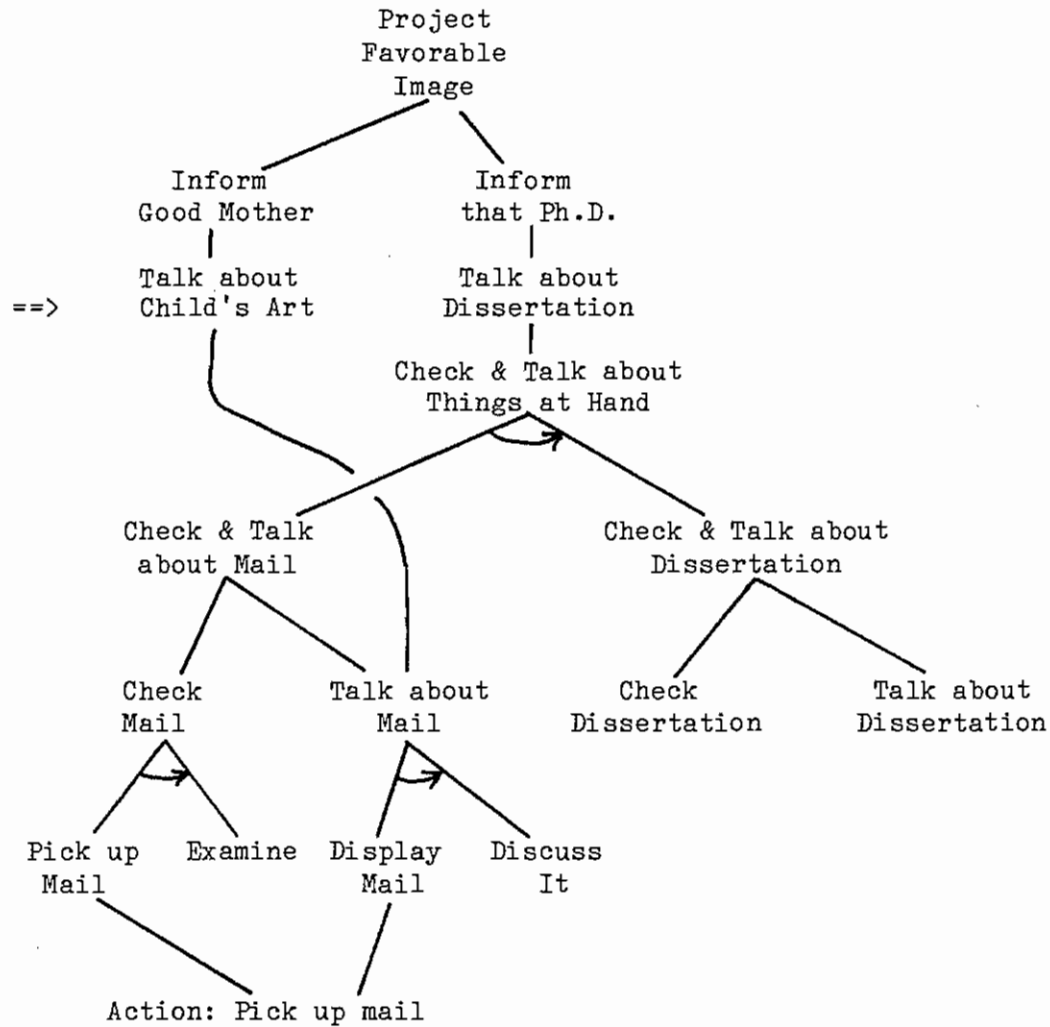 Project
Favorable
Image
Inform
Good Mother
Inform
that Ph.D.
==>
Talk about
Child's Art
Talk about
Dissertation
Check & Talk about
Things at Hand
Check & Talk
about Mail
Check & Talk about
Dissertation
Check
Mail
Talk about
Mail
Check
Dissertation
Talk about
Dissertation
Pick up
Mail
Examine
Display
Mail
Discuss
It
Action: Pick up mail